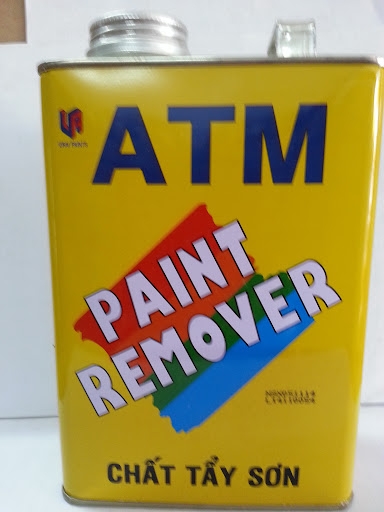 ATM
PAINT
REMOVER
CHẤT TẨY SƠN